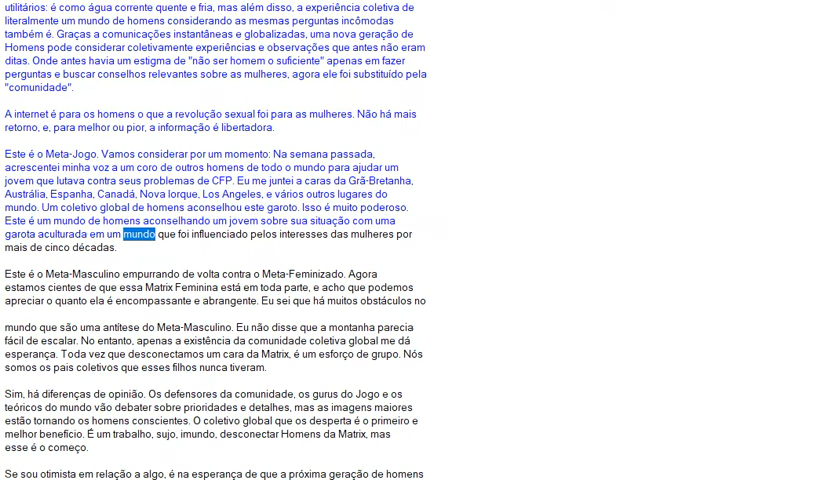 utilitários: é como água corrente quente e fria, mas além disso, a experiência coletiva de
literalmente um mundo de homens considerando as mesmas perguntas incômodas
também é. Graças a comunicações instantâneas e globalizadas, uma nova geração de
Homens pode considerar coletivamente experiências e observações que antes não eram
ditas. Onde antes havia um estigma de "não ser homem o suficiente" apenas em fazer
perguntas e buscar conselhos relevantes sobre as mulheres, agora ele foi substituído pela
"comunidade".
A internet é para os homens o que a revolução sexual foi para as mulheres. Não há mais
retorno, e, para melhor ou pior, a informação é libertadora.
Este é o Meta-Jogo. Vamos considerar por um momento: Na semana passada,
acrescentei minha voz a um coro de outros homens de todo o mundo para ajudar um
jovem que lutava contra seus problemas de CFP. Eu me juntei a caras da Grã-Bretanha,
Austrália, Espanha, Canadá, Nova Iorque, Los Angeles, e vários outros lugares do
mundo. Um coletivo global de homens aconselhou este garoto. Isso é muito poderoso.
Este é um mundo de homens aconselhando um jovem sobre sua situação com uma
garota aculturada em um mundo que foi influenciado pelos interesses das mulheres por
mais de cinco décadas.
Este é o Meta-Masculino empurrando de volta contra o Meta-Feminizado. Agora
estamos cientes de que essa Matrix Feminina está em toda parte, e acho que podemos
apreciar o quanto ela é encompassante e abrangente. Eu sei que há muitos obstáculos no
mundo que são uma antítese do Meta-Masculino. Eu não disse que a montanha parecia
fácil de escalar. No entanto, apenas a existência da comunidade coletiva global me dá
esperança. Toda vez que desconectamos um cara da Matrix, é um esforço de grupo. Nós
somos os pais coletivos que esses filhos nunca tiveram.
Sim, há diferenças de opinião. Os defensores da comunidade, os gurus do Jogo e os
teóricos do mundo vão debater sobre prioridades e detalhes, mas as imagens maiores
estão tornando os homens conscientes. O coletivo global que os desperta é o primeiro e
melhor benefício. É um trabalho, sujo, imundo, desconectar Homens da Matrix, mas
esse é o começo.
Se sou otimista em relação a algo, é na esperança de que a próxima geração de homens